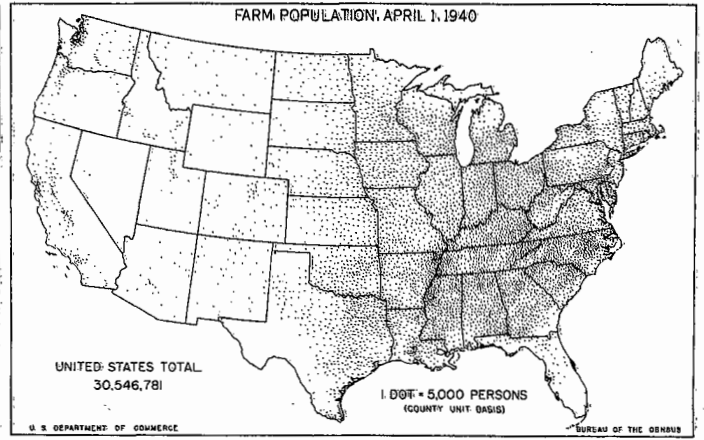 FARM POPULATION, APRIL 1, 1940
UNITED STATES TOTAL
30,546,781
1 DOT = 5,000 PERSONS
(COUNTY UNIT BASIS)
U. S. DEPARTMENT OF COMMERCE
BUREAU OF THE CENSUS